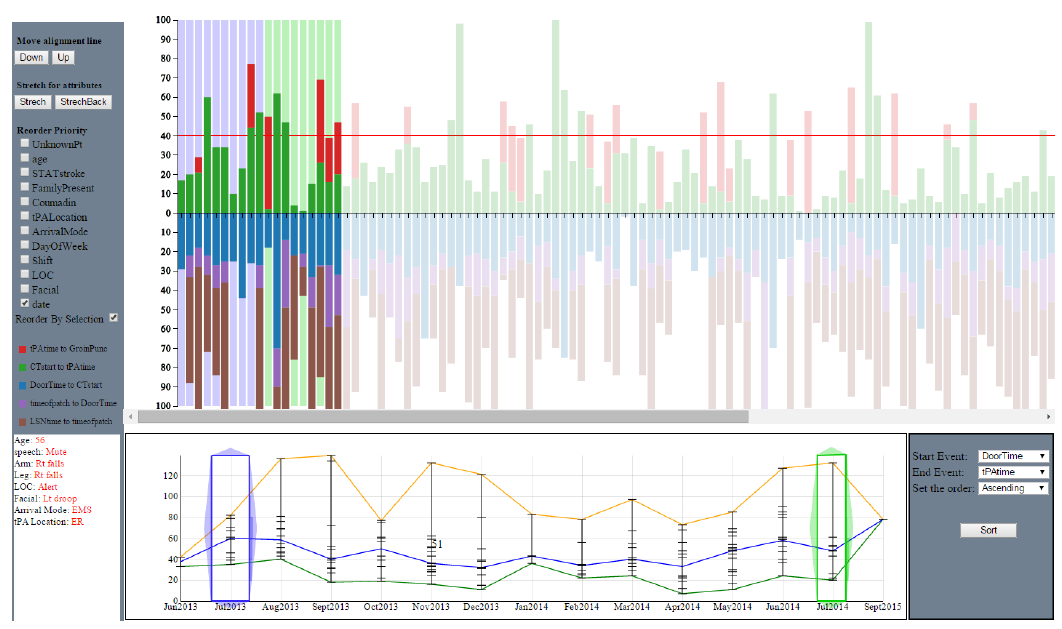 Move alignment line
Down Up
Stretch for attributes
Strech StrechBack
Reorder Priority
UnknownPt
age
STATstroke
FamilyPresent
Coumadin
tPALocation
ArrivalMode
DayOfWeek
Shift
LOC
Facial
date
Reorder By Selection
tPAtime to GroinPunc
CTstart to tPAtime
DoorTime to CTstart
timeofpatch to DoorTime
LSNtime to timeofpatch
Age: 56
speech: Mute
Arm: Rt falls
Leg: Rt falls
LOC: Alert
Facial: Lt droop
Arrival Mode: EMS
tPA Location: ER
100
90
80
70
60
50
40
30
20
10
0
10
20
30
40
50
60
70
80
90
100
120
100
80
60
40
20
0
51
Jun2013 Jul2013 Aug2013 Sept2013 Oct2013 Nov2013 Dec2013 Jan2014 Feb2014 Mar2014 Apr2014 May2014 Jun2014 Jul2014 Sept2015
Start Event: DoorTime
End Event: tPAtime
Set the order: Ascending
Sort